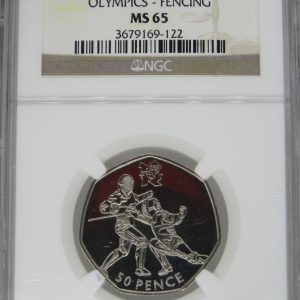 OLYMPICS - FENCING
MS 65
3679169-122
NGC
50 PENCE